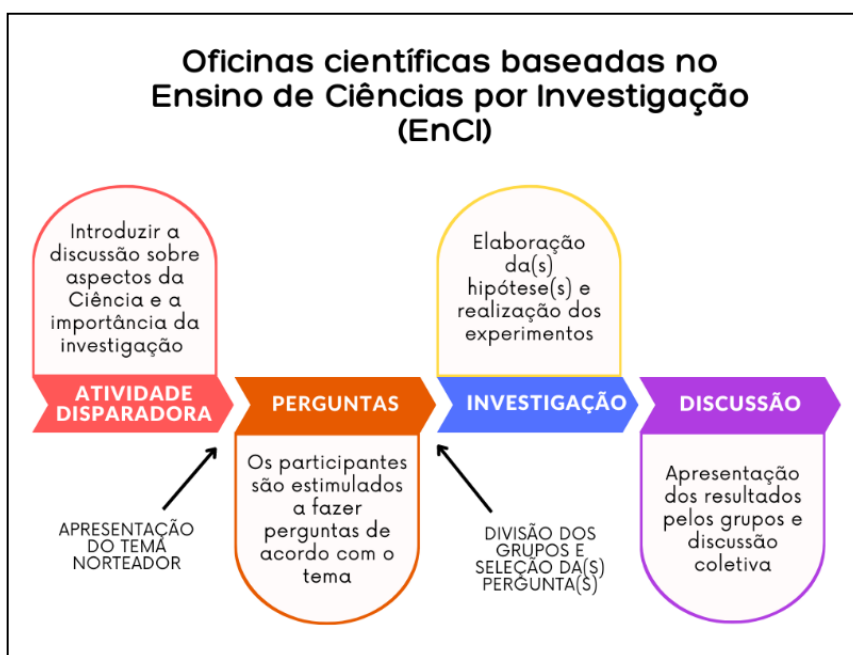 Oficinas científicas baseadas no
Ensino de Ciências por Investigação
(EnCI)
Introduzir a
discussão sobre
aspectos da
Ciência e a
importância da
investigação
ATIVIDADE
DISPARADORA
APRESENTAÇÃO
DO TEMA
NORTEADOR
PERGUNTAS
Os participantes
são estimulados
a fazer
perguntas de
acordo com o
tema
DIVISÃO DOS
GRUPOS E
SELEÇÃO DA(S)
PERGUNTA(S)
Elaboração
da(s)
hipótese(s) e
realização dos
experimentos
INVESTIGAÇÃO
DISCUSSÃO
Apresentação
dos resultados
pelos grupos e
discussão
coletiva